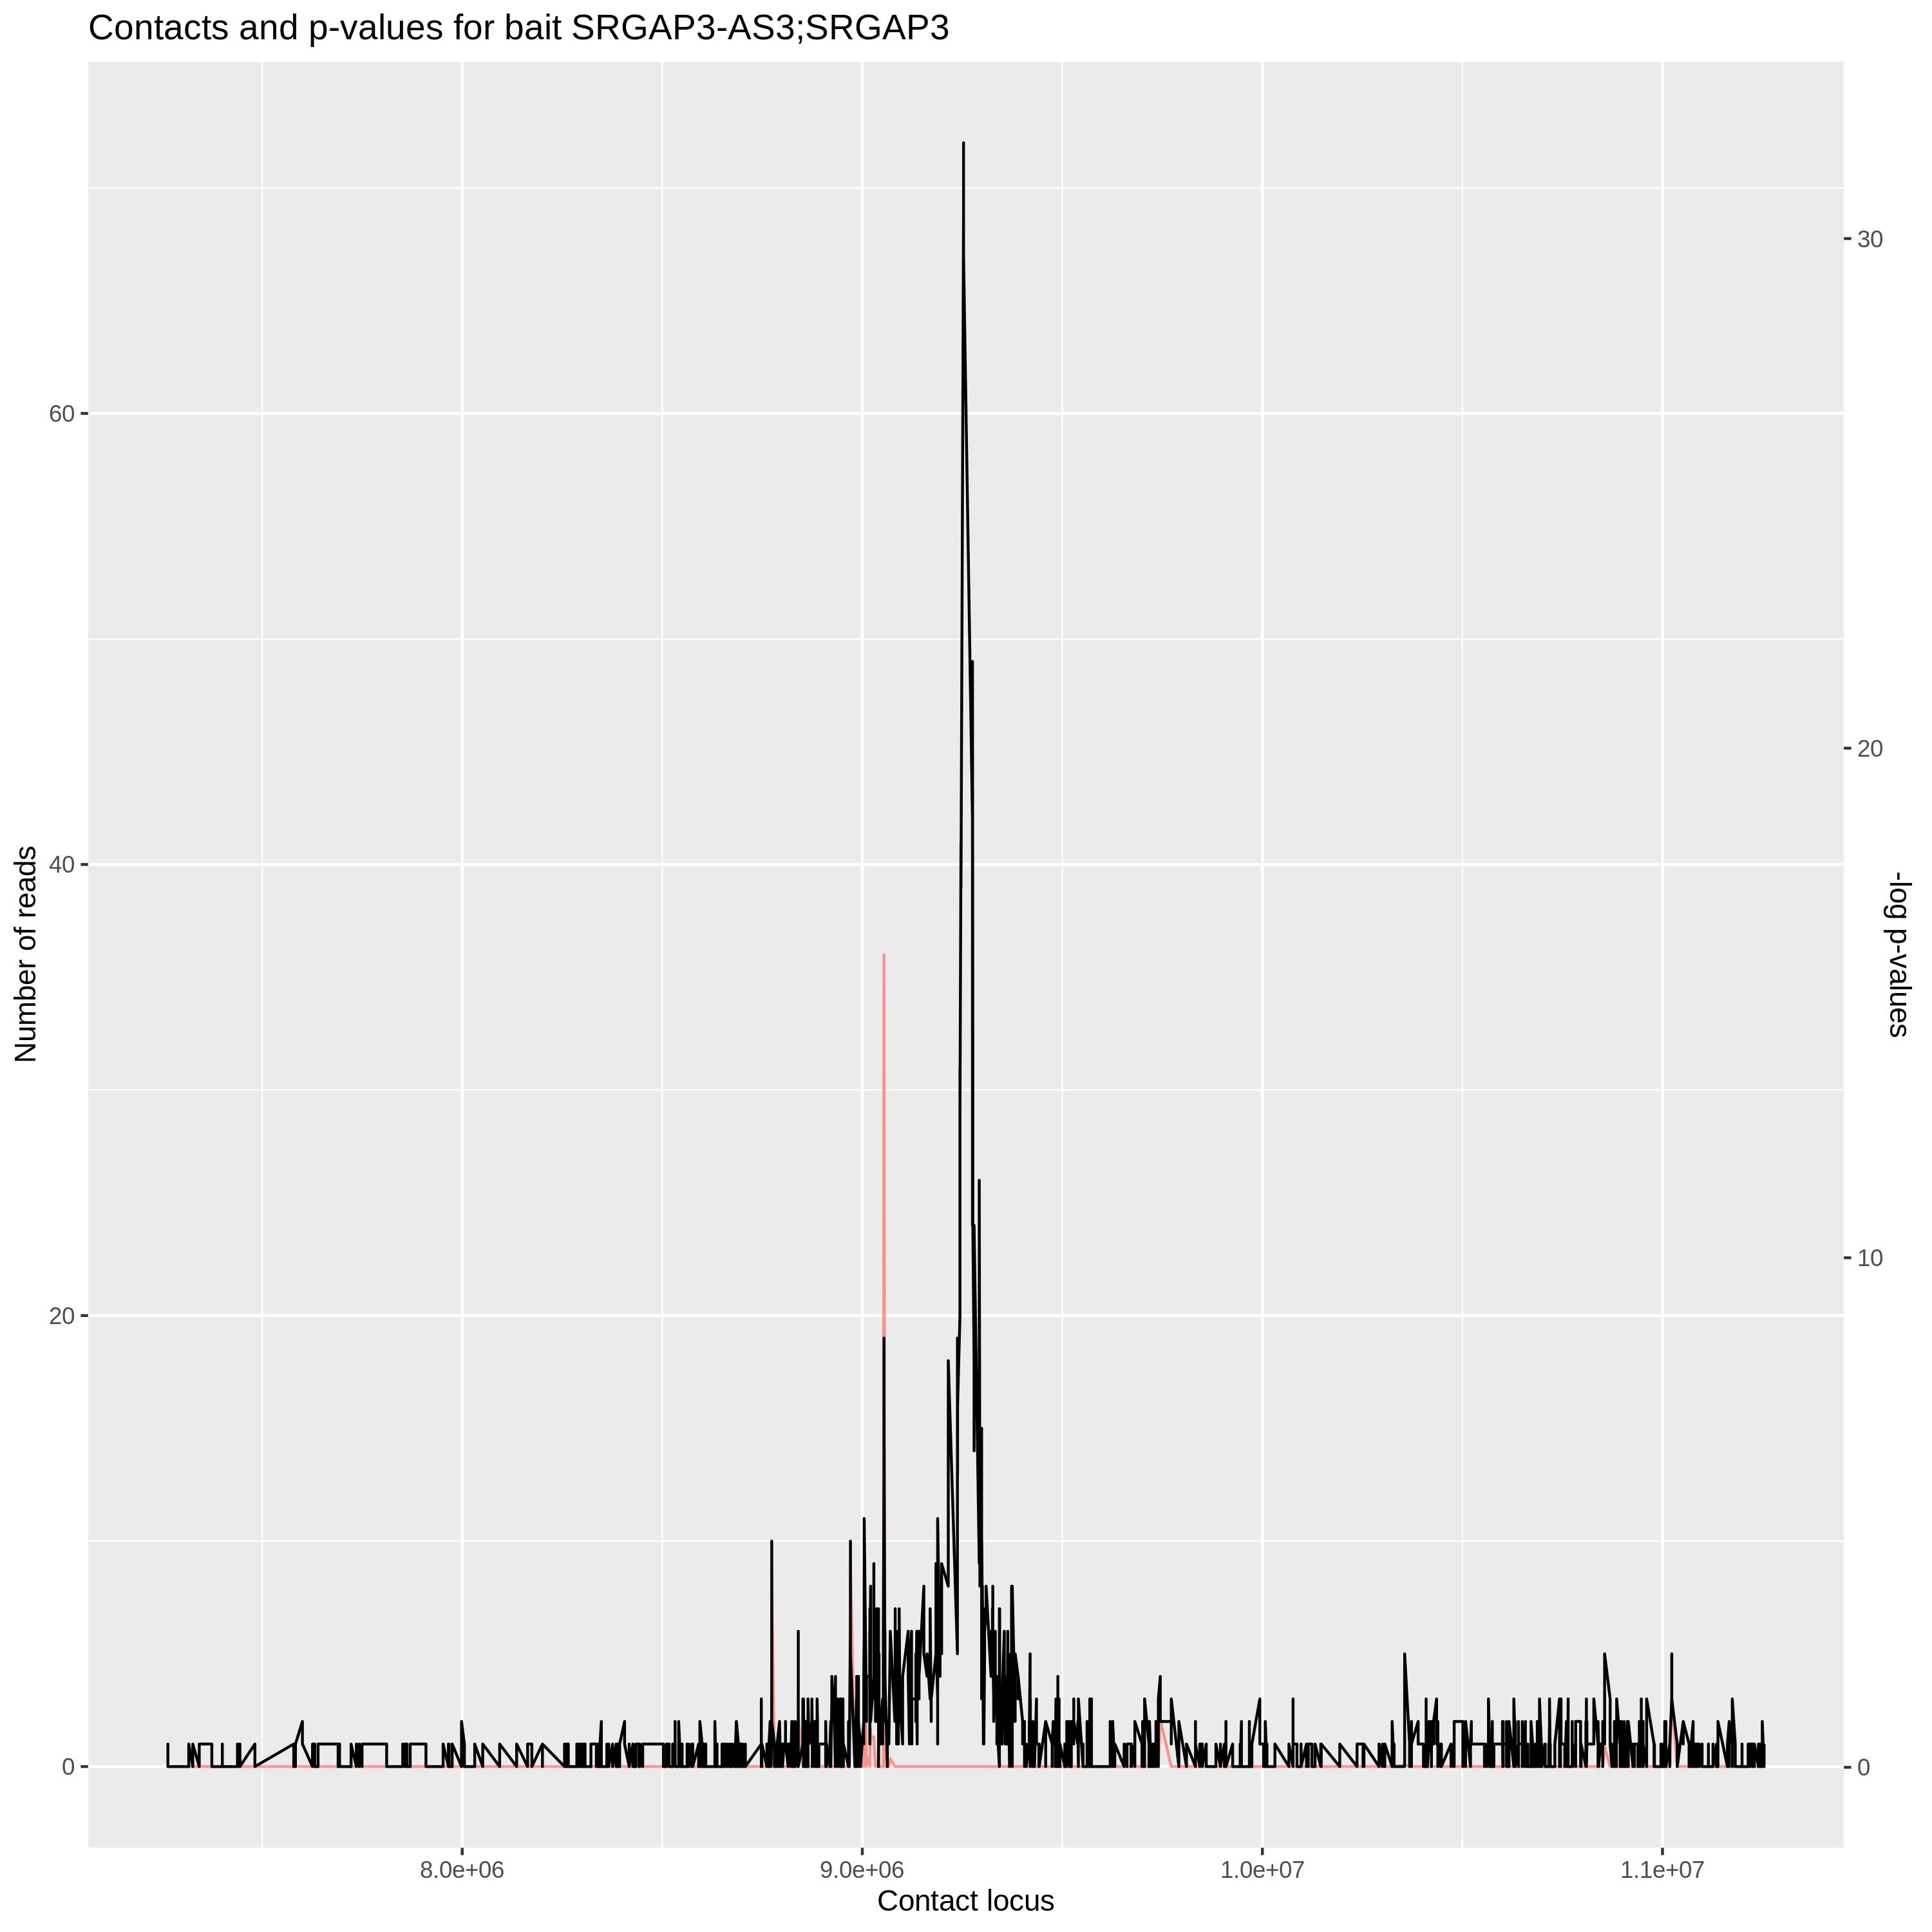 Contacts and p-values for bait SRGAP3-AS3;SRGAP3
60
40
20
0
Number of reads
30
20
10
0
-log p-values
8.0e+06
9.0e+06
1.0e+07
1.1e+07
Contact locus